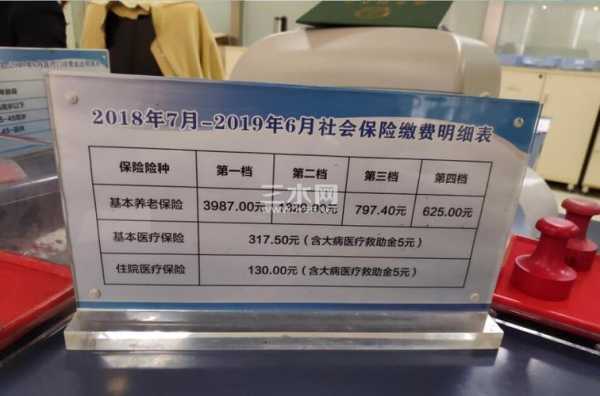 2018年7月-2019年6月社会保险缴费明细表
保险险种 第一档 第二档 第三档 第四档
基本养老保险 3987.00元 1329.00元 797.40元 625.00元
基本医疗保险 317.50元（含大病医疗救助金5元）
住院医疗保险 130.00元（含大病医疗救助金5元）
三水网